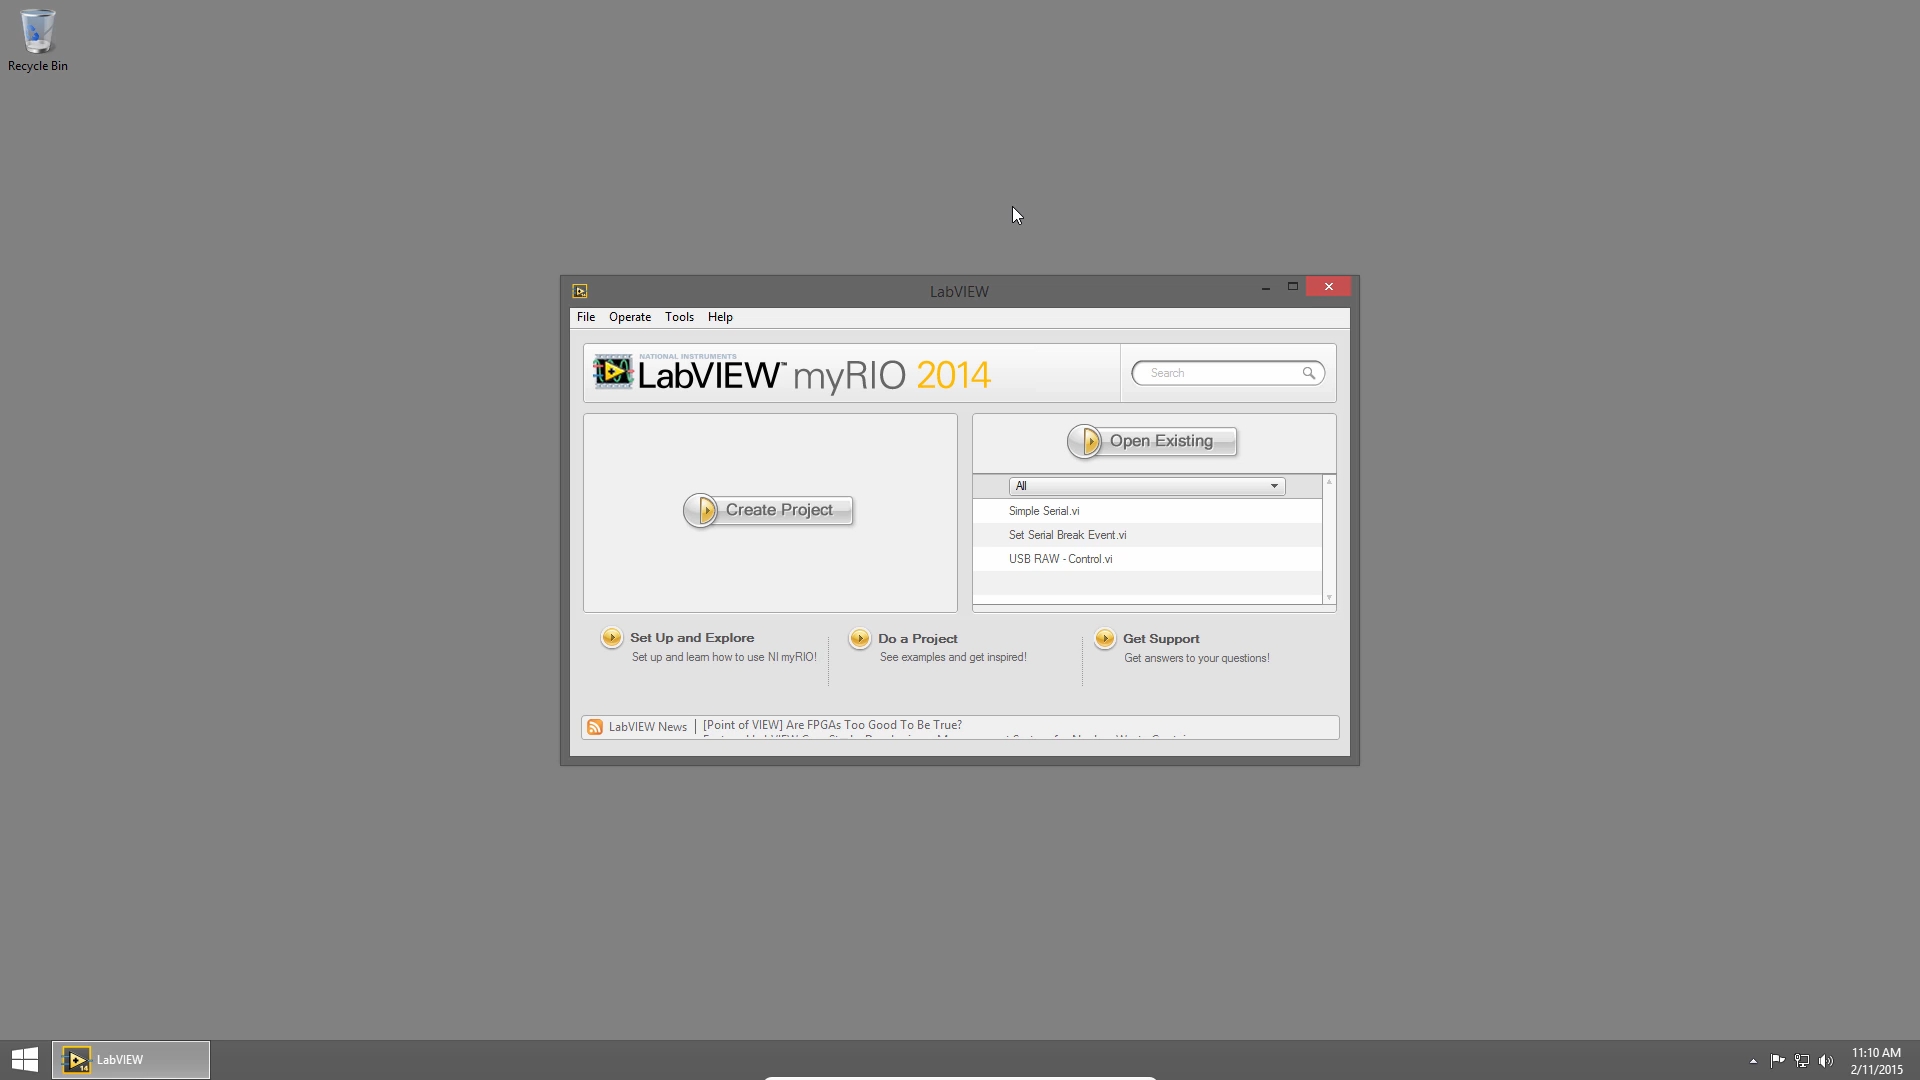 Recycle Bin
LabVIEW
File Operate Tools Help
NATIONAL INSTRUMENTS
LabVIEW™ myRIO 2014
Search
Open Existing
All
Create Project
Simple Serial.vi
Set Serial Break Event.vi
USB RAW - Control.vi
Set Up and Explore
Set up and learn how to use NI myRIO!
Do a Project
See examples and get inspired!
Get Support
Get answers to your questions!
LabVIEW News
[Point of VIEW] Are FPGAs Too Good To Be True?
14
LabVIEW
11:10 AM
2/11/2015